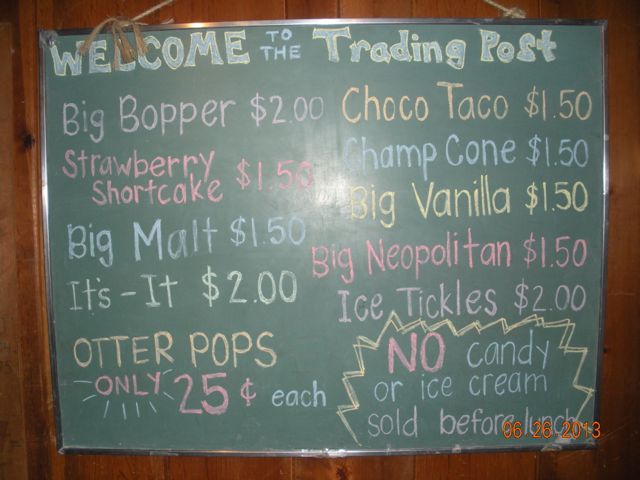 WELCOME TO THE Trading Post
Big Bopper $2.00
Strawberry
Shortcake $1.50
Big Malt $1.50
It's-It $2.00
OTTER POPS
ONLY 25¢ each
Choco Taco $1.50
Champ Cone $1.50
Big Vanilla $1.50
Big Neopolitan $1.50
Ice Tickles $2.00
NO candy
or ice cream
sold before lunch
06 26 2013